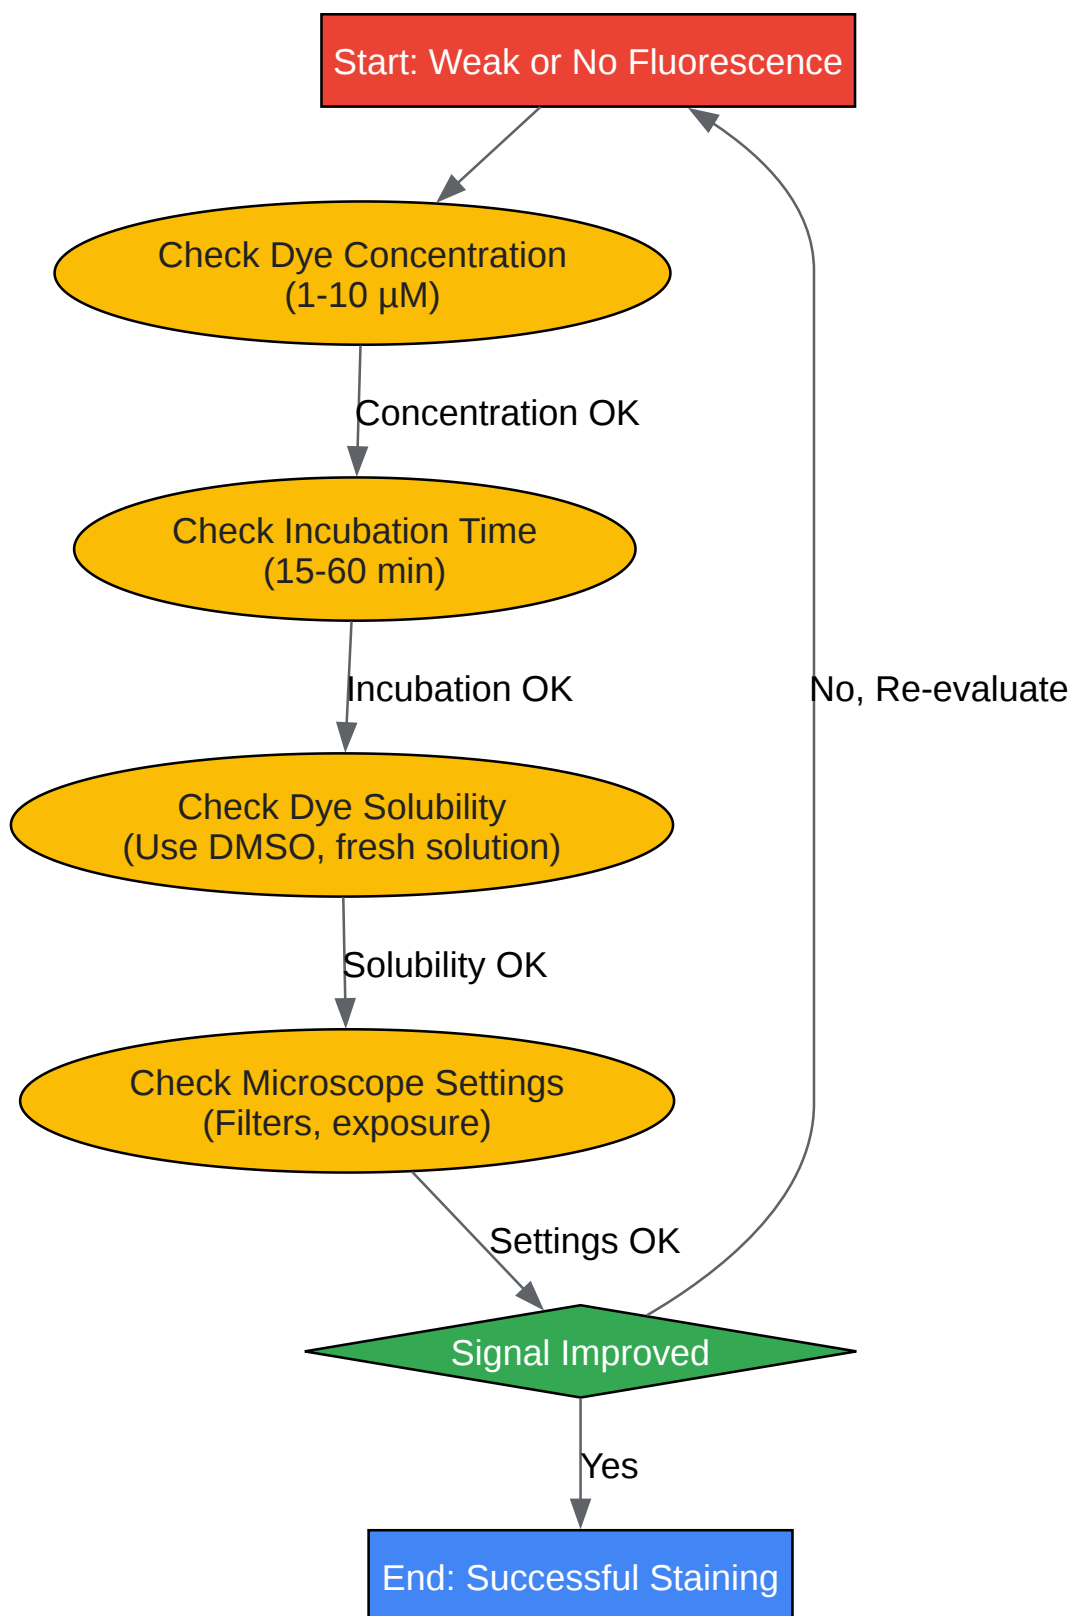 Start: Weak or No Fluorescence
Check Dye Concentration
(1-10 µM)
Concentration OK
Check Incubation Time
(15-60 min)
Incubation OK
No, Re-evaluate
Check Dye Solubility
(Use DMSO, fresh solution)
Solubility OK
Check Microscope Settings
(Filters, exposure)
Settings OK
Signal Improved
Yes
End: Successful Staining